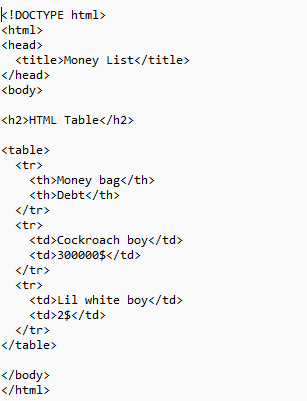 <!DOCTYPE html>
<html>
<head>
  <title>Money List</title>
</head>
<body>

<h2>HTML Table</h2>

<table>
  <tr>
    <th>Money bag</th>
    <th>Debt</th>
  </tr>
  <tr>
    <td>Cockroach boy</td>
    <td>300000$</td>
  </tr>
  <tr>
    <td>Lil white boy</td>
    <td>2$</td>
  </tr>
</table>

</body>
</html>